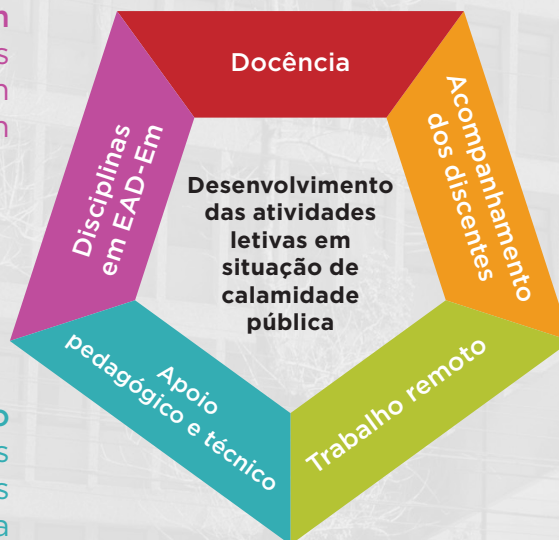 n
s
n
n
Docência
Acompanhamento
dos discentes
Disciplinas
em EAD-Em
Desenvolvimento
das atividades
letivas em
situação de
calamidade
pública
Trabalho remoto
Apoio
pedagógico e técnico
o
s
s
a